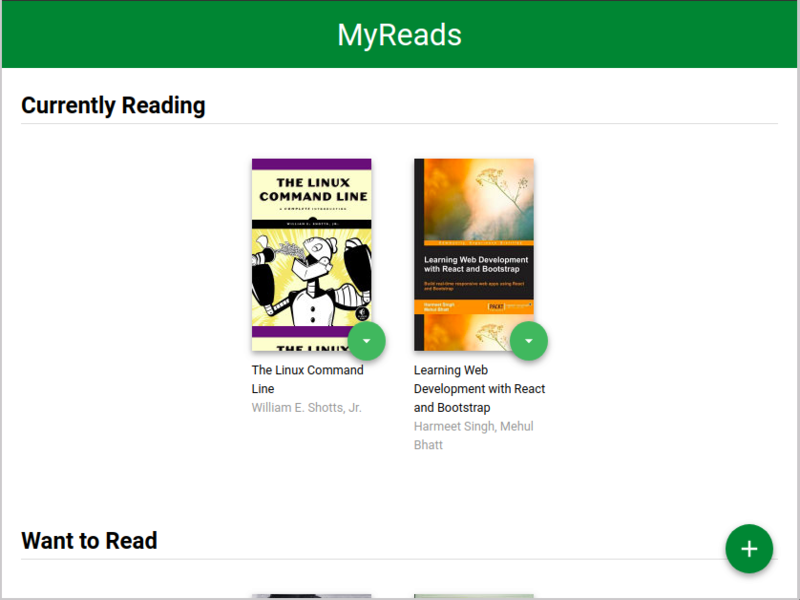 MyReads
Currently Reading
THE LINUX
COMMAND LINE
A COMPLETE INTRODUCTION
WILLIAM E. SHOTTS, JR.
THE LINUX
Learning Web Development
with React and Bootstrap
Build real-time responsive web apps using React
and Bootstrap
Harmeet Singh
Mehul Bhatt
[PACKT]
The Linux Command
Line
William E. Shotts, Jr.
Learning Web
Development with React
and Bootstrap
Harmeet Singh, Mehul
Bhatt
Want to Read
+